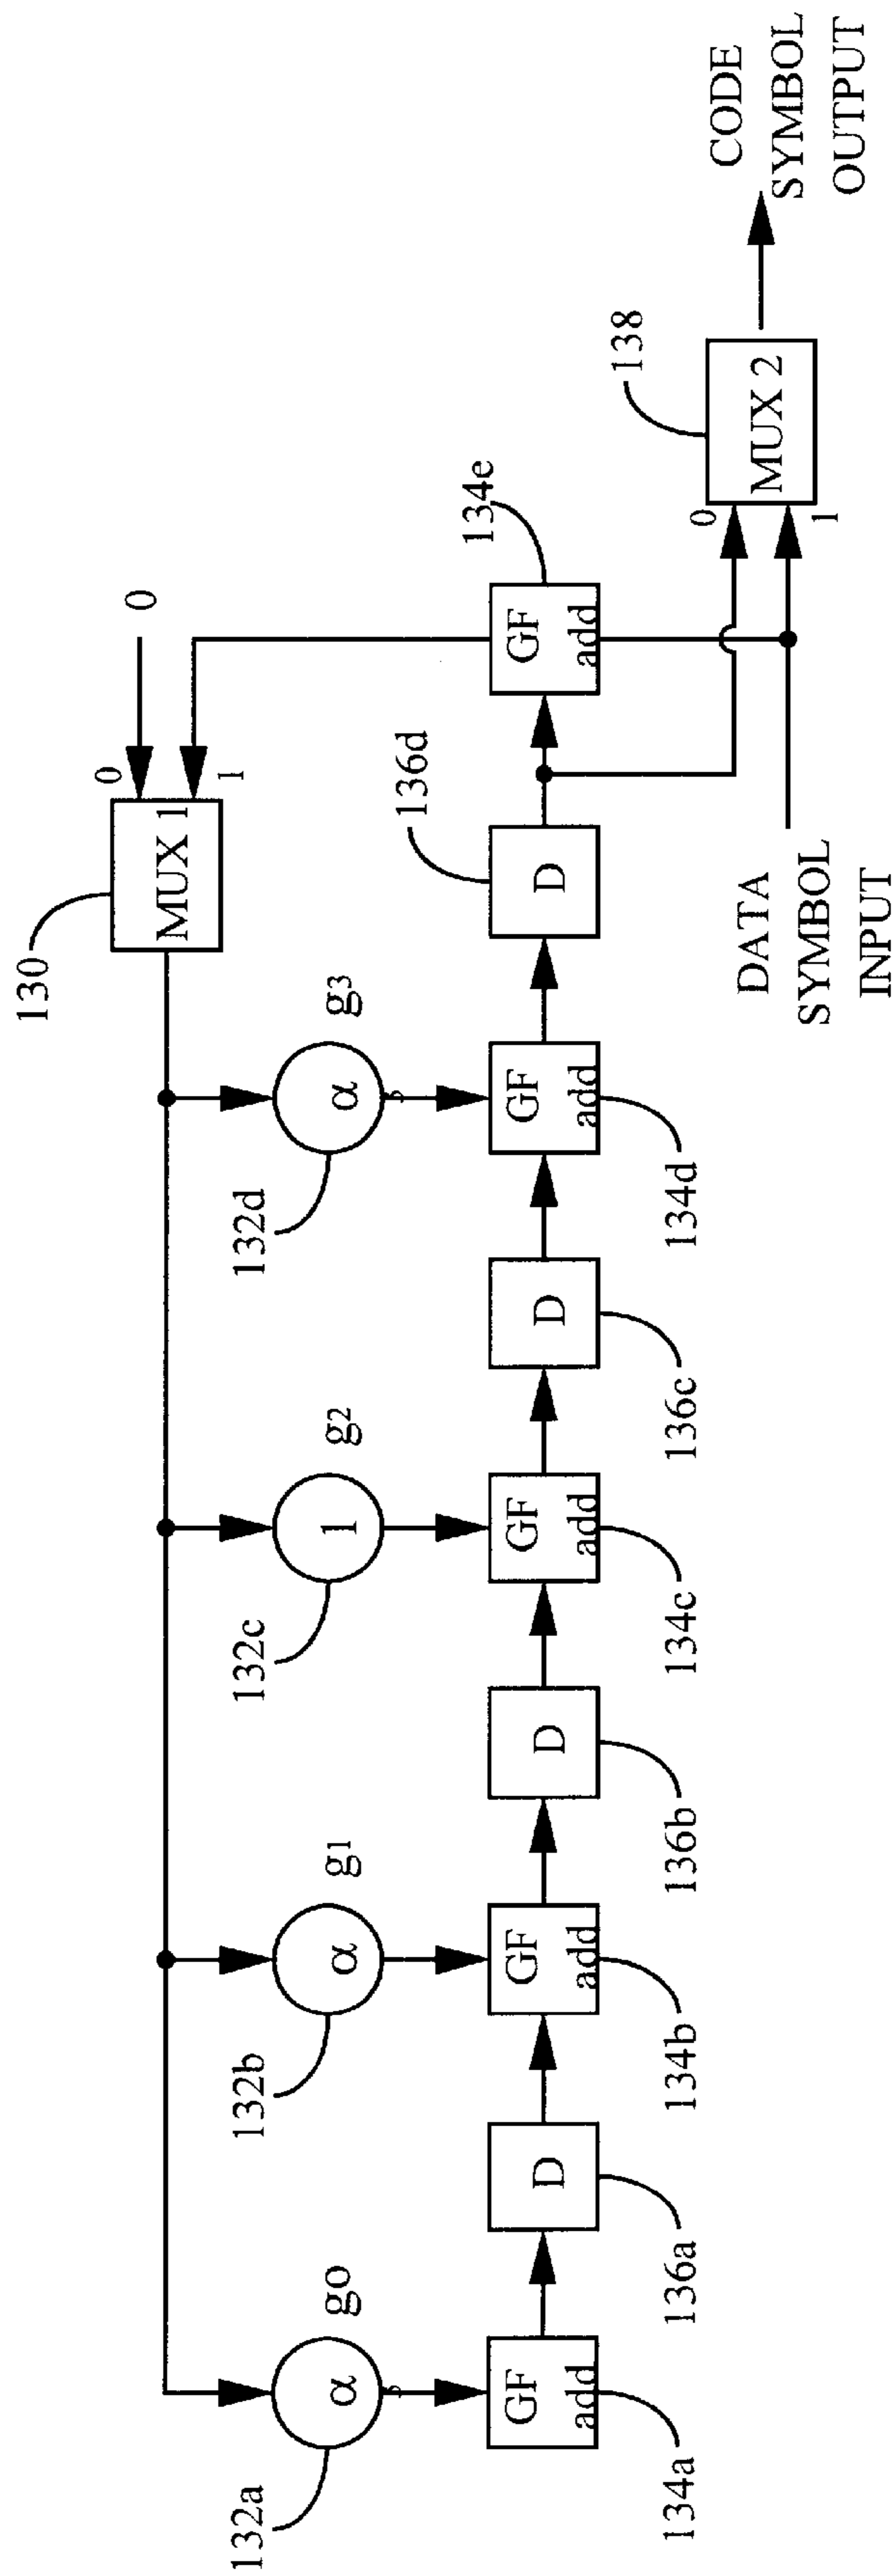 130
MUX 1
0
1
0
132a
α
g0
132b
α
g1
132c
1
g2
132d
α
g3
GF
add
134a
D
136a
GF
add
134b
D
136b
GF
add
134c
D
136c
GF
add
134d
D
136d
GF
add
134e
138
MUX 2
0
1
DATA
SYMBOL
INPUT
CODE
SYMBOL
OUTPUT